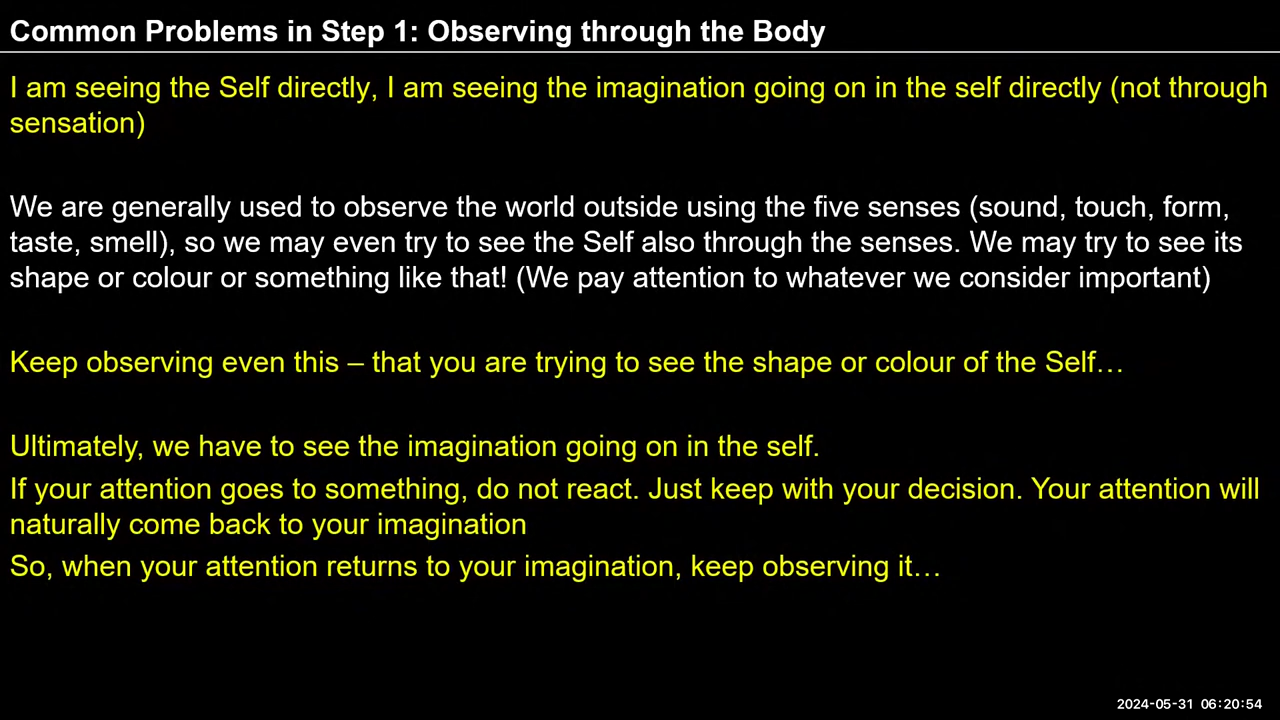 Common Problems in Step 1: Observing through the Body
I am seeing the Self directly, I am seeing the imagination going on in the self directly (not through
sensation)
We are generally used to observe the world outside using the five senses (sound, touch, form,
taste, smell), so we may even try to see the Self also through the senses. We may try to see its
shape or colour or something like that! (We pay attention to whatever we consider important)
Keep observing even this – that you are trying to see the shape or colour of the Self…
Ultimately, we have to see the imagination going on in the self.
If your attention goes to something, do not react. Just keep with your decision. Your attention will
naturally come back to your imagination
So, when your attention returns to your imagination, keep observing it…
2024-05-31 06:20:54